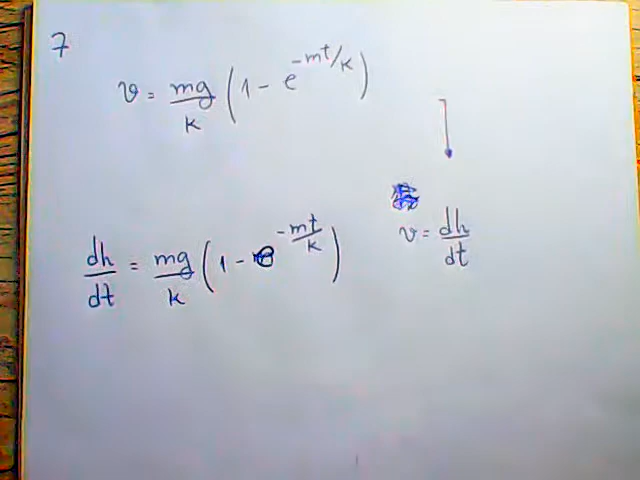 7
v = mg/k (1 - e^-mt/k)
v = dh/dt
dh/dt = mg/k (1 - e^-mt/k)